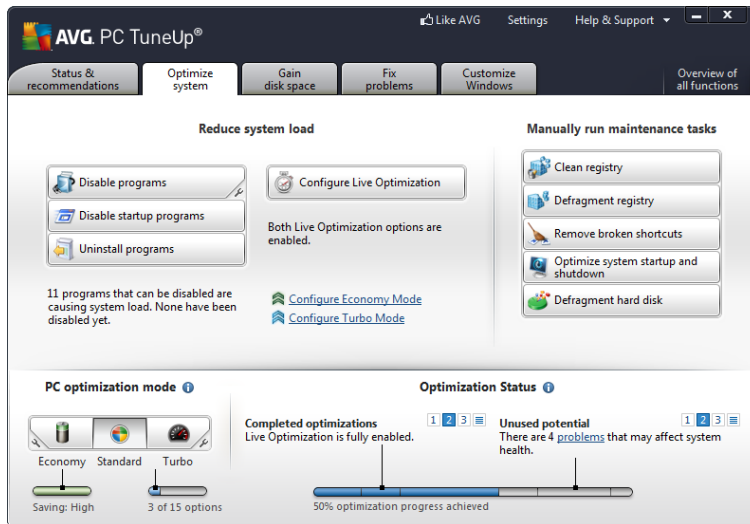 Like AVG
Settings
Help & Support
AVG. PC TuneUp®
Status &
recommendations
Optimize
system
Gain
disk space
Fix
problems
Customize
Windows
Overview of
all functions
Reduce system load
Disable programs
Disable startup programs
Uninstall programs
11 programs that can be disabled are
causing system load. None have been
disabled yet.
Configure Live Optimization
Both Live Optimization options are
enabled.
Configure Economy Mode
Configure Turbo Mode
Manually run maintenance tasks
Clean registry
Defragment registry
Remove broken shortcuts
Optimize system startup and
shutdown
Defragment hard disk
PC optimization mode
Economy
Standard
Turbo
Saving: High
3 of 15 options
Optimization Status
Completed optimizations
1 2 3
Live Optimization is fully enabled.
Unused potential
1 2 3
There are 4 problems that may affect system
health.
50% optimization progress achieved